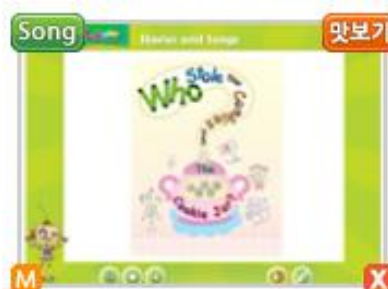 Song
맛보기
Who
Stole the
Cookies
From
The
Cookie Jar?
M
X